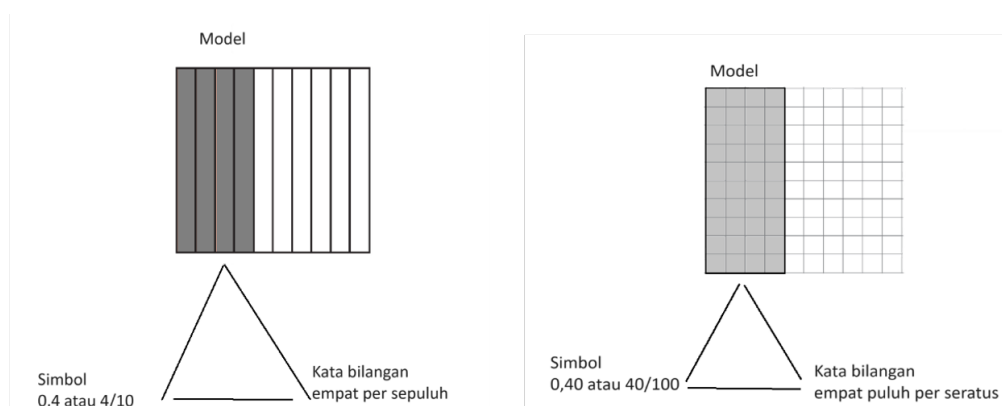 Model
Simbol
0,4 atau 4/10
Kata bilangan
empat per sepuluh
Model
Simbol
0,40 atau 40/100
Kata bilangan
empat puluh per seratus